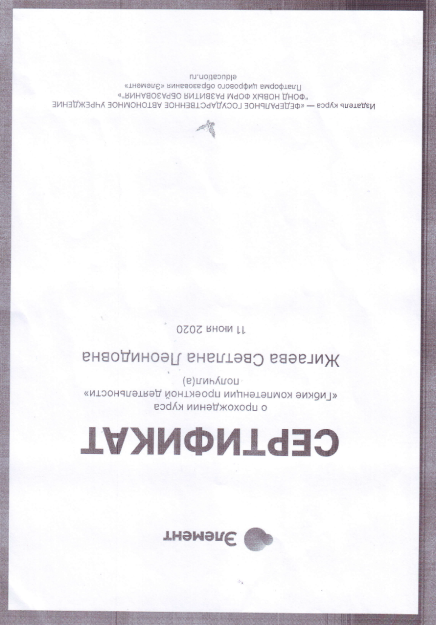 Элемент
СЕРТИФИКАТ
о прохождении курса
«Гибкие компетенции проектной деятельности»
получил(а)
Жигаева Светлана Леонидовна
11 июня 2020
Издатель курса — «ФЕДЕРАЛЬНОЕ ГОСУДАРСТВЕННОЕ АВТОНОМНОЕ УЧРЕЖДЕНИЕ
"ФОНД НОВЫХ ФОРМ РАЗВИТИЯ ОБРАЗОВАНИЯ"»
Платформа цифрового образования «Элемент»
elducation.ru